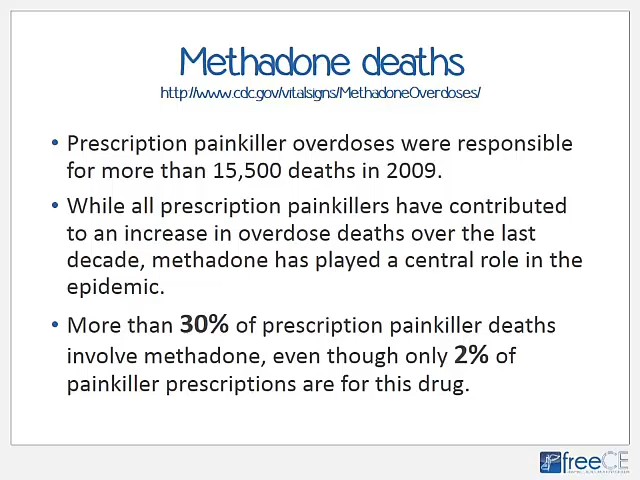 Methadone deaths
http://www.cdc.gov/vitalsigns/MethadoneOverdoses/
• Prescription painkiller overdoses were responsible
for more than 15,500 deaths in 2009.
• While all prescription painkillers have contributed
to an increase in overdose deaths over the last
decade, methadone has played a central role in the
epidemic.
• More than 30% of prescription painkiller deaths
involve methadone, even though only 2% of
painkiller prescriptions are for this drug.
freeCE